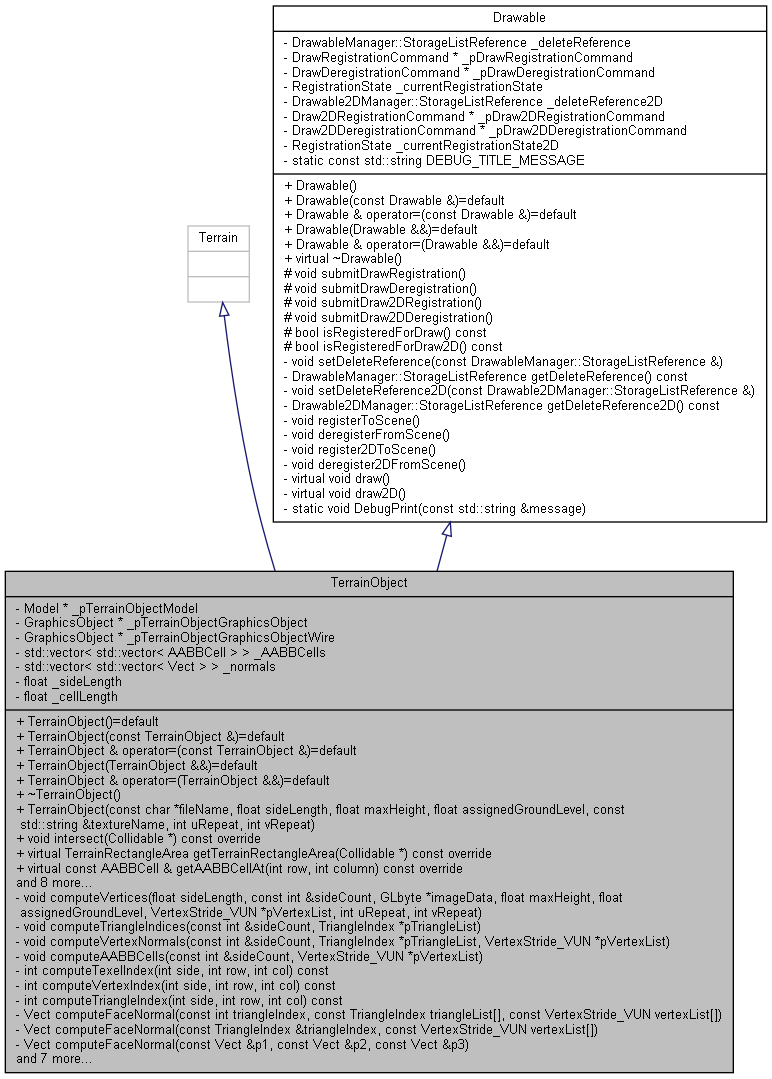 Drawable
- DrawableManager::StorageListReference _deleteReference
- DrawRegistrationCommand * _pDrawRegistrationCommand
- DrawDeregistrationCommand * _pDrawDeregistrationCommand
- RegistrationState _currentRegistrationState
- Drawable2DManager::StorageListReference _deleteReference2D
- Draw2DRegistrationCommand * _pDraw2DRegistrationCommand
- Draw2DDeregistrationCommand * _pDraw2DDeregistrationCommand
- RegistrationState _currentRegistrationState2D
- static const std::string DEBUG_TITLE_MESSAGE
+ Drawable()
+ Drawable(const Drawable &)=default
+ Drawable & operator=(const Drawable &)=default
+ Drawable(Drawable &&)=default
+ Drawable & operator=(Drawable &&)=default
+ virtual ~Drawable()
# void submitDrawRegistration()
# void submitDrawDeregistration()
# void submitDraw2DRegistration()
# void submitDraw2DDeregistration()
# bool isRegisteredForDraw() const
# bool isRegisteredForDraw2D() const
- void setDeleteReference(const DrawableManager::StorageListReference &)
- DrawableManager::StorageListReference getDeleteReference() const
- void setDeleteReference2D(const Drawable2DManager::StorageListReference &)
- Drawable2DManager::StorageListReference getDeleteReference2D() const
- void registerToScene()
- void deregisterFromScene()
- void register2DToScene()
- void deregister2DFromScene()
- virtual void draw()
- virtual void draw2D()
- static void DebugPrint(const std::string &message)
Terrain
TerrainObject
- Model * _pTerrainObjectModel
- GraphicsObject * _pTerrainObjectGraphicsObject
- GraphicsObject * _pTerrainObjectGraphicsObjectWire
- std::vector< std::vector< AABBCell > > _AABBCells
- std::vector< std::vector< Vect > > _normals
- float _sideLength
- float _cellLength
+ TerrainObject()=default
+ TerrainObject(const TerrainObject &)=default
+ TerrainObject & operator=(const TerrainObject &)=default
+ TerrainObject(TerrainObject &&)=default
+ TerrainObject & operator=(TerrainObject &&)=default
+ ~TerrainObject()
+ TerrainObject(const char *fileName, float sideLength, float maxHeight, float assignedGroundLevel, const
std::string &textureName, int uRepeat, int vRepeat)
+ void intersect(Collidable *) const override
+ virtual TerrainRectangleArea getTerrainRectangleArea(Collidable *) const override
+ virtual const AABBCell & getAABBCellAt(int row, int column) const override
and 8 more...
- void computeVertices(float sideLength, const int &sideCount, GLbyte *imageData, float maxHeight, float
assignedGroundLevel, VertexStride_VUN *pVertexList, int uRepeat, int vRepeat)
- void computeTriangleIndices(const int &sideCount, TriangleIndex *pTriangleList)
- void computeVertexNormals(const int &sideCount, TriangleIndex *pTriangleList, VertexStride_VUN *pVertexList)
- void computeAABBCells(const int &sideCount, VertexStride_VUN *pVertexList)
- int computeTexelIndex(int side, int row, int col) const
- int computeVertexIndex(int side, int row, int col) const
- int computeTriangleIndex(int side, int row, int col) const
- Vect computeFaceNormal(const int triangleIndex, const TriangleIndex triangleList[], const VertexStride_VUN vertexList[])
- Vect computeFaceNormal(const TriangleIndex &triangleIndex, const VertexStride_VUN vertexList[])
- Vect computeFaceNormal(const Vect &p1, const Vect &p2, const Vect &p3)
and 7 more...